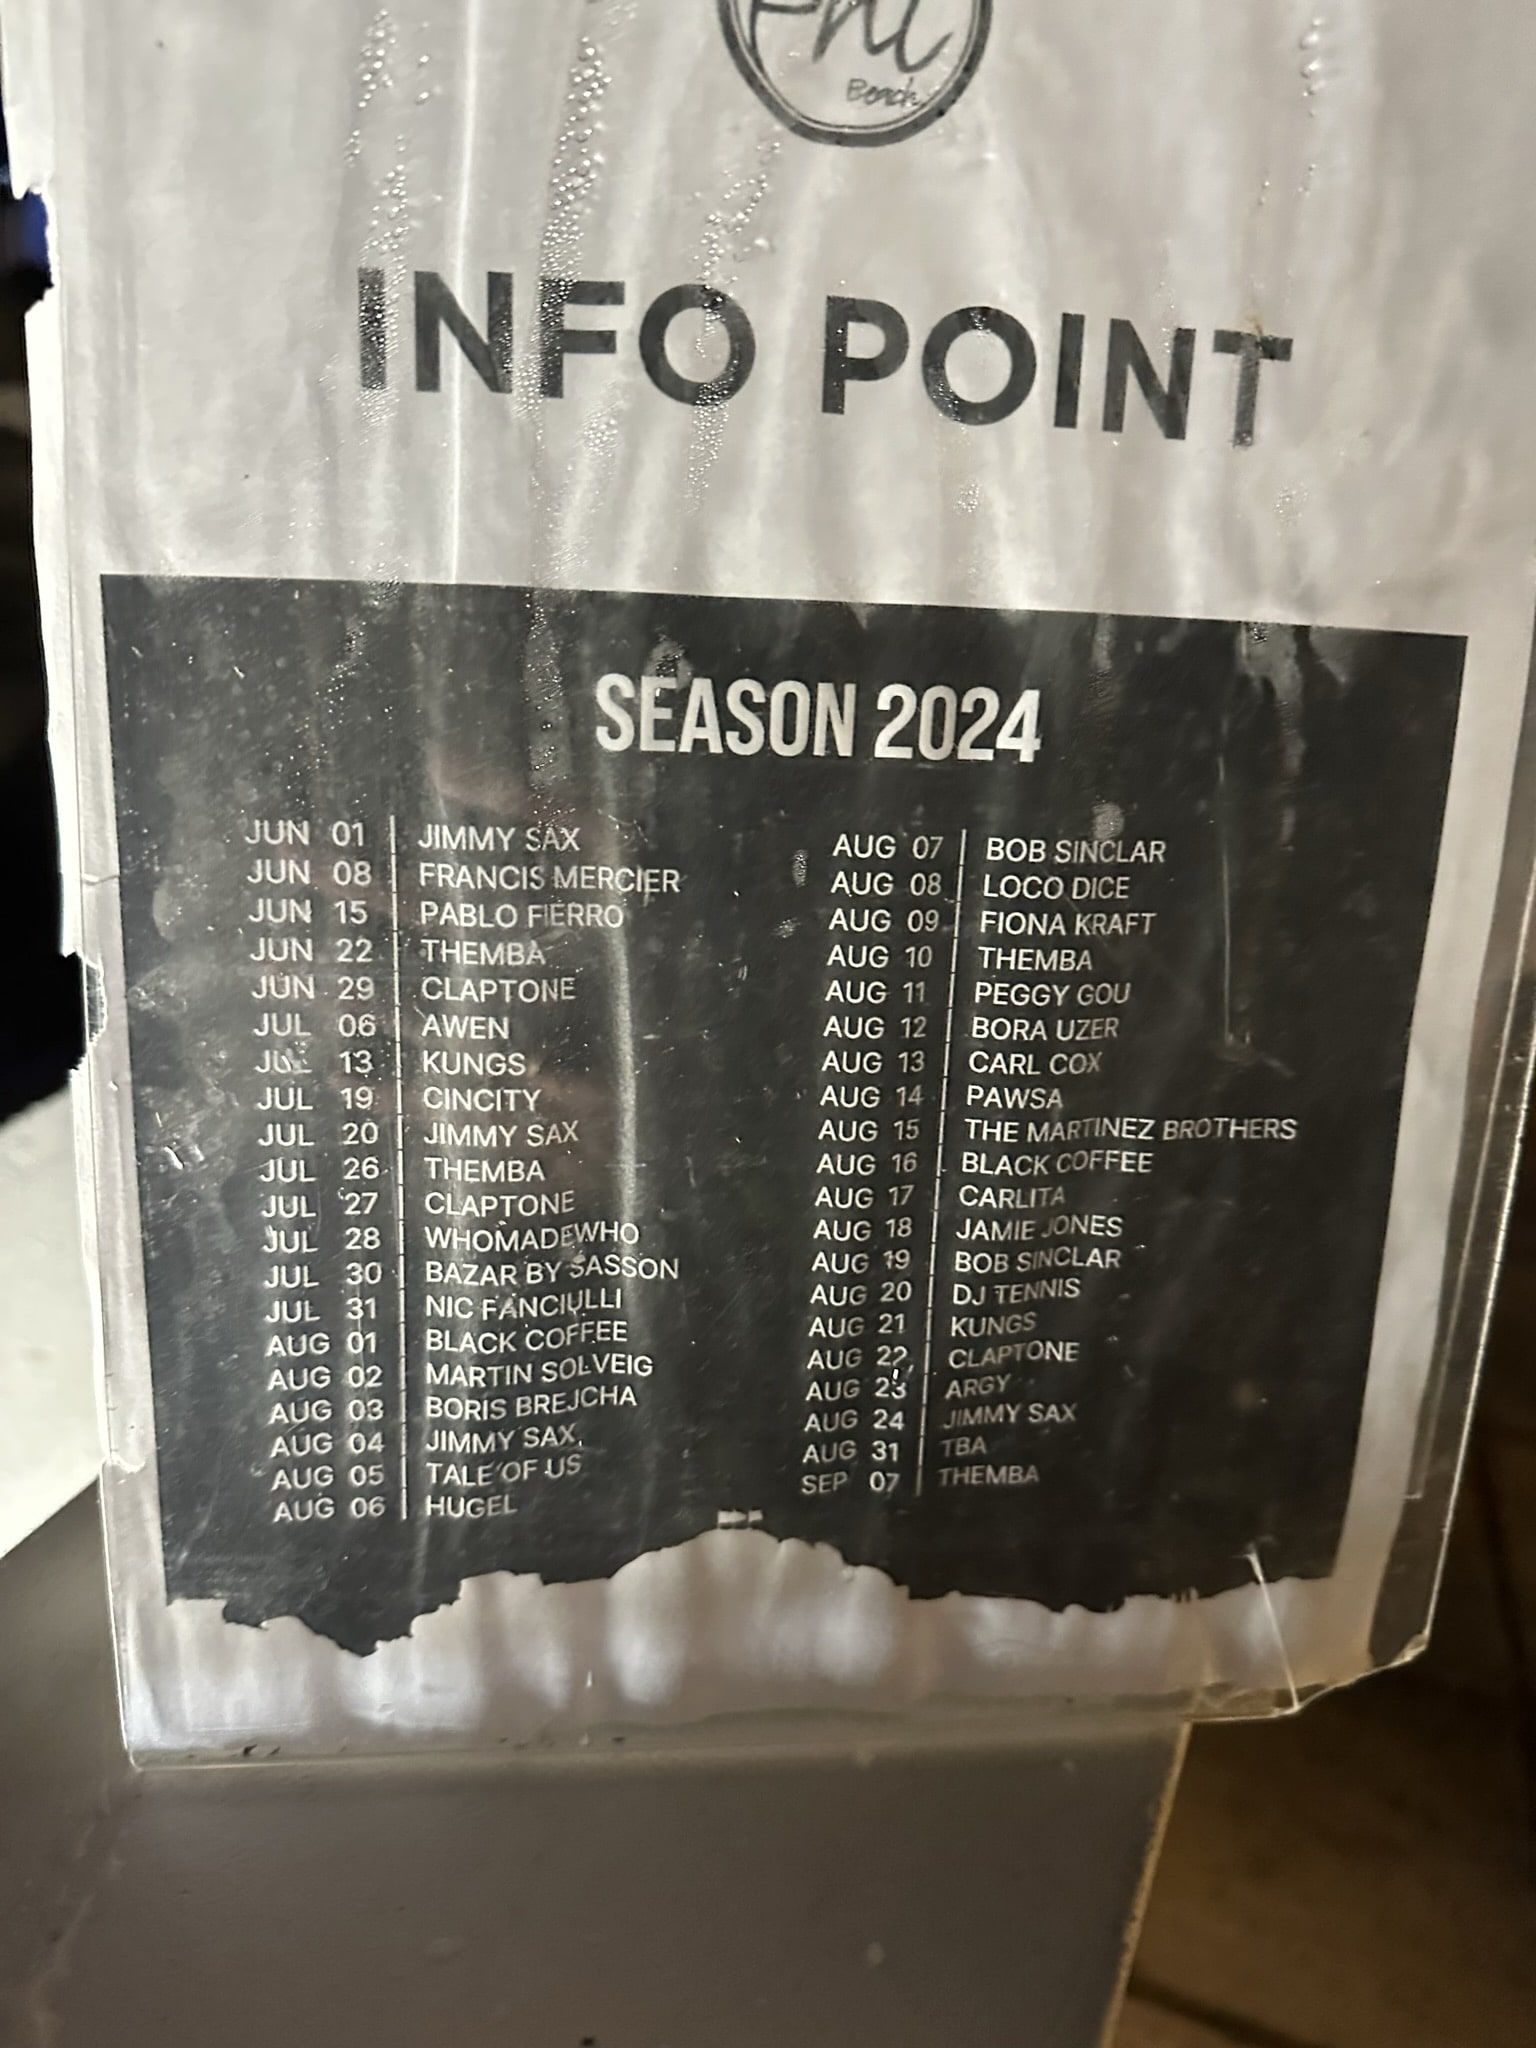 Phi
Beach
INFO POINT
SEASON 2024
JUN 01 | JIMMY SAX
JUN 08 | FRANCIS MERCIER
JUN 15 | PABLO FIERRO
JUN 22 | THEMBA
JUN 29 | CLAPTONE
JUL 06 | AWEN
JUL 13 | KUNGS
JUL 19 | CINCITY
JUL 20 | JIMMY SAX
JUL 26 | THEMBA
JUL 27 | CLAPTONE
JUL 28 | WHOMADEWHO
JUL 30 | BAZAR BY SASSON
JUL 31 | NIC FANCIULLI
AUG 01 | BLACK COFFEE
AUG 02 | MARTIN SOLVEIG
AUG 03 | BORIS BREJCHA
AUG 04 | JIMMY SAX
AUG 05 | TALE OF US
AUG 06 | HUGEL
AUG 07 | BOB SINCLAR
AUG 08 | LOCO DICE
AUG 09 | FIONA KRAFT
AUG 10 | THEMBA
AUG 11 | PEGGY GOU
AUG 12 | BORA UZER
AUG 13 | CARL COX
AUG 14 | PAWSA
AUG 15 | THE MARTINEZ BROTHERS
AUG 16 | BLACK COFFEE
AUG 17 | CARLITA
AUG 18 | JAMIE JONES
AUG 19 | BOB SINCLAR
AUG 20 | DJ TENNIS
AUG 21 | KUNGS
AUG 22 | CLAPTONE
AUG 23 | ARGY
AUG 24 | JIMMY SAX
AUG 31 | TBA
SEP 07 | THEMBA